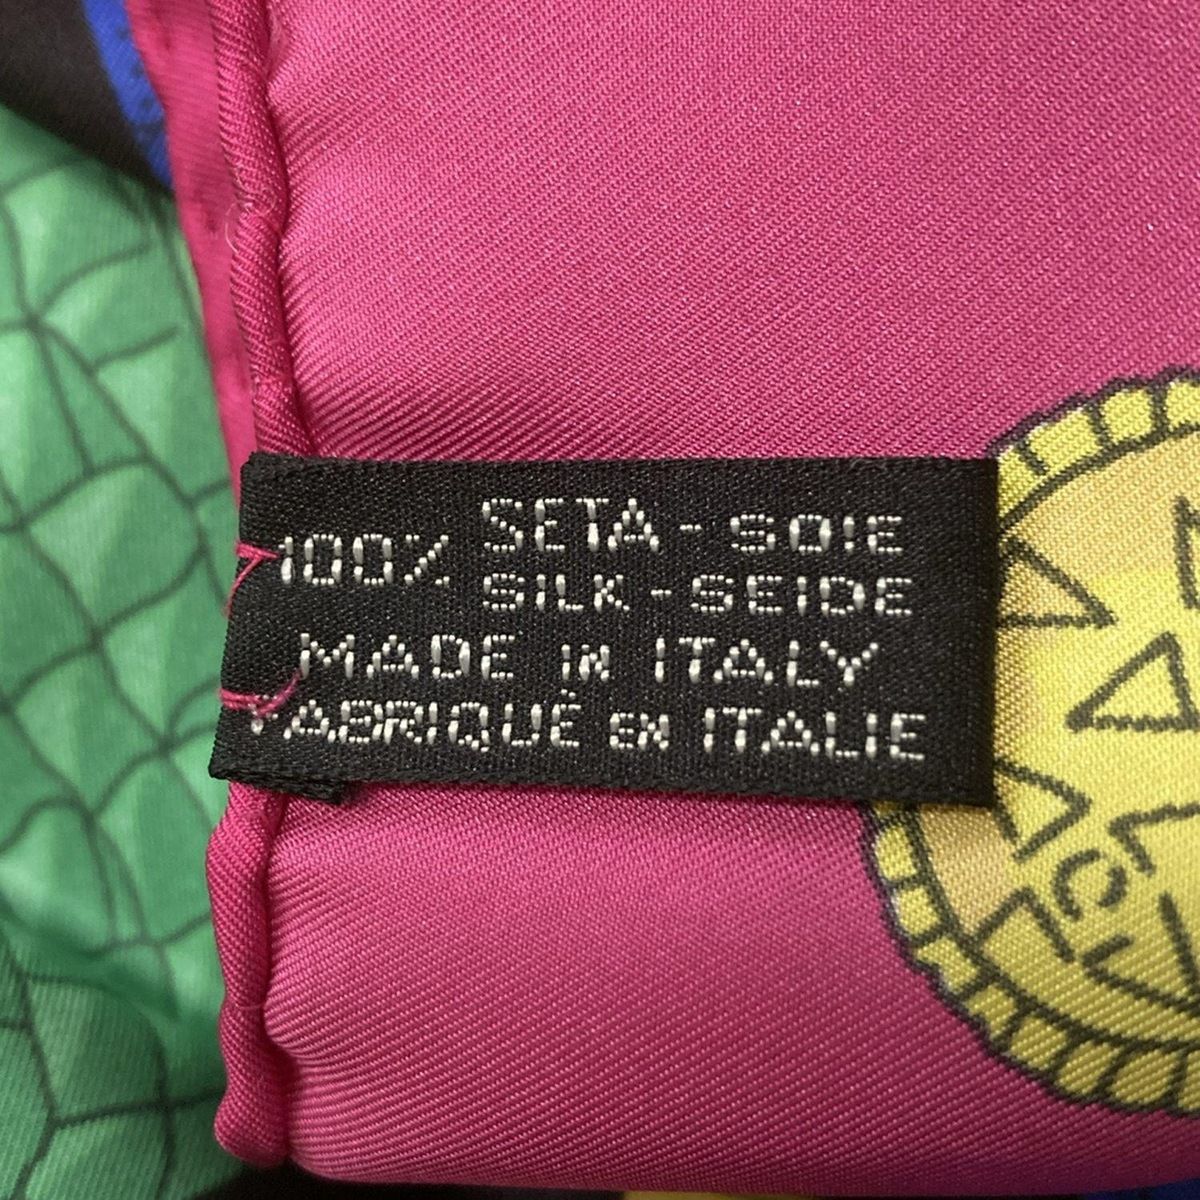 100% SETA - SOIE
SILK - SEIDE
MADE IN ITALY
FABRIQUÉ EN ITALIE